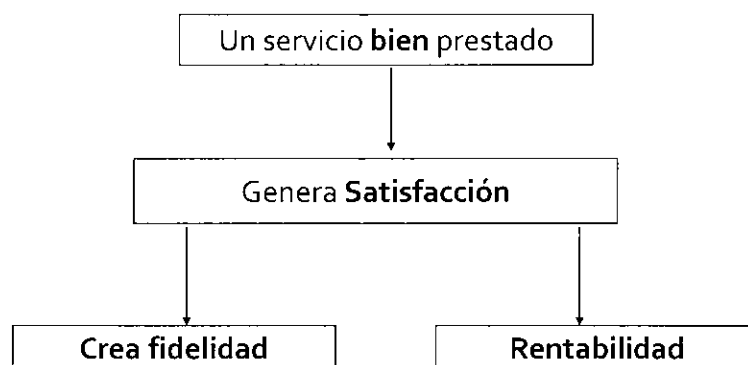 Un servicio bien prestado
Genera Satisfacción
Crea fidelidad
Rentabilidad